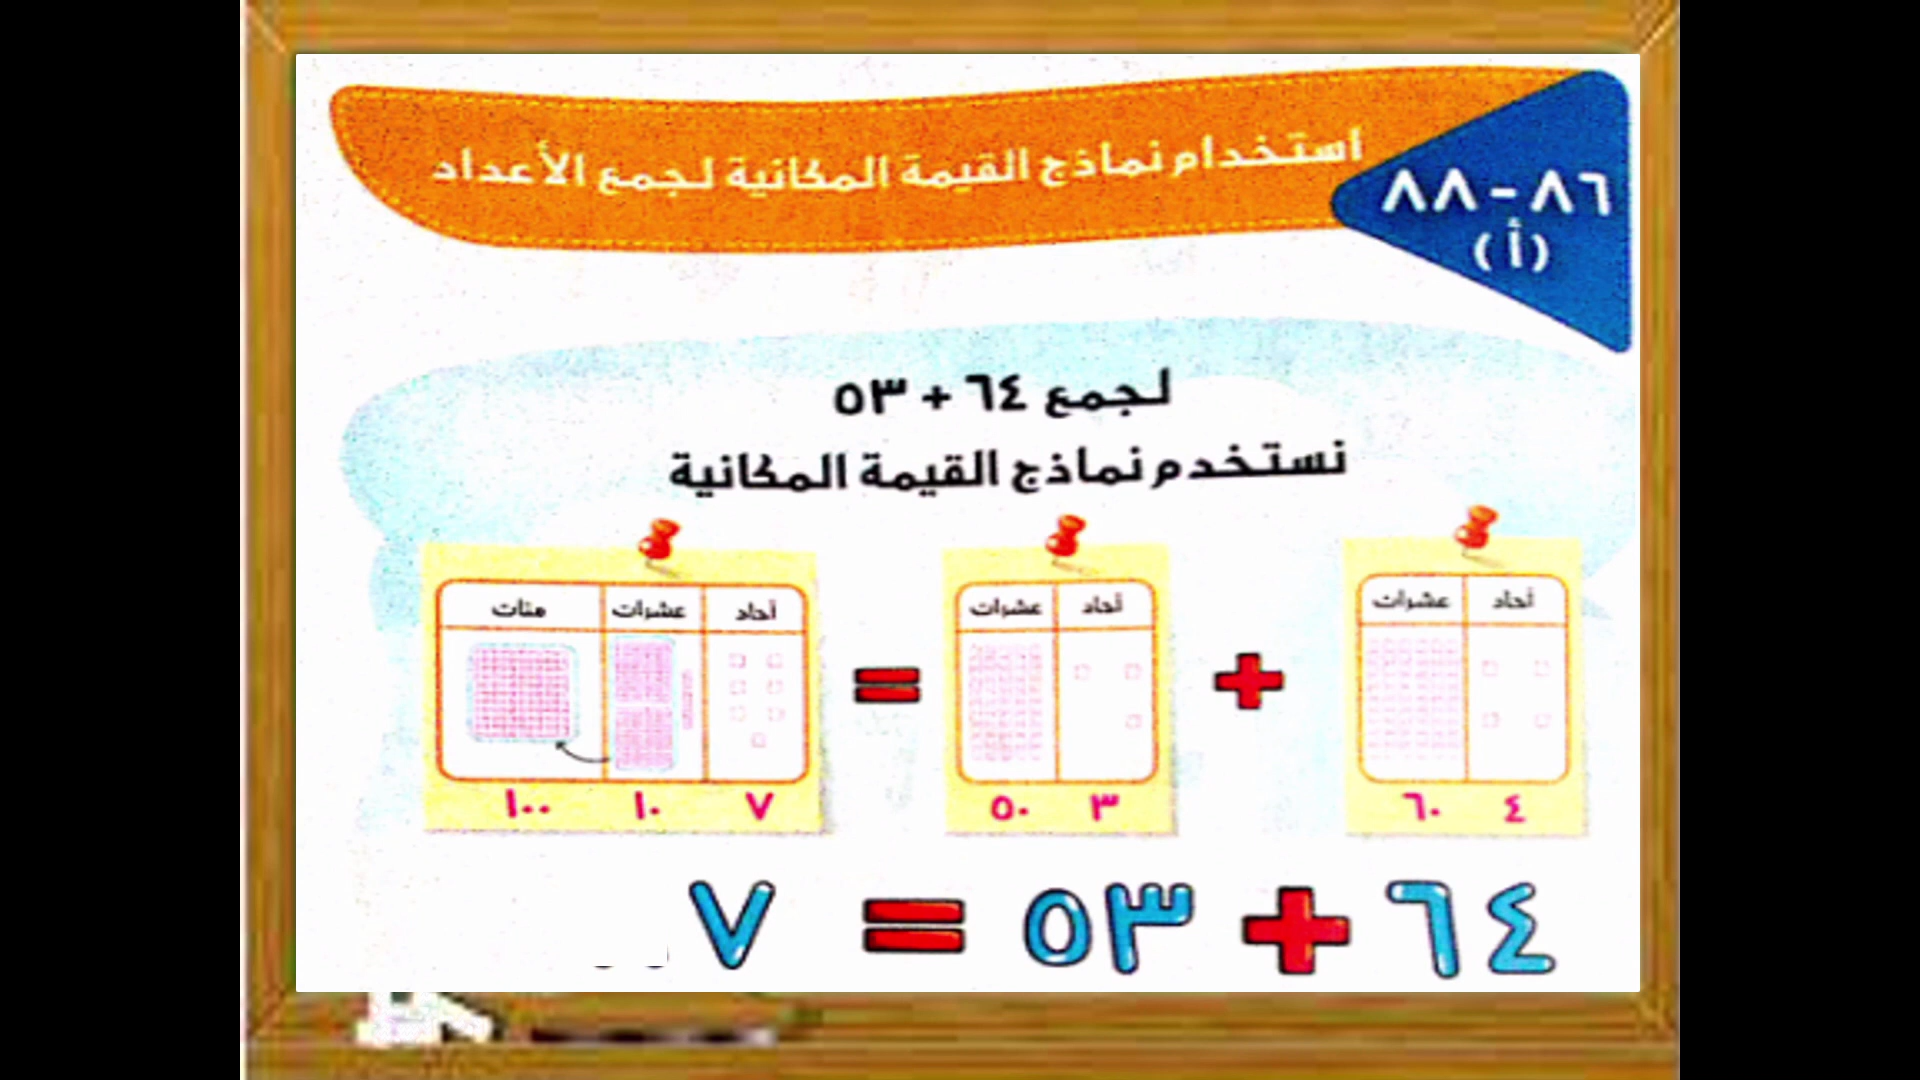 استخدام نماذج القيمة المكانية لجمع الأعداد
٨٦-٨٨
(أ)
لجمع ٦٤ + ٥٣
نستخدم نماذج القيمة المكانية
آحاد عشرات
٤ ٦٠
+
آحاد عشرات
٣ ٥٠
=
آحاد عشرات مئات
٧ ١٠ ١٠٠
٦٤ + ٥٣ = ٧